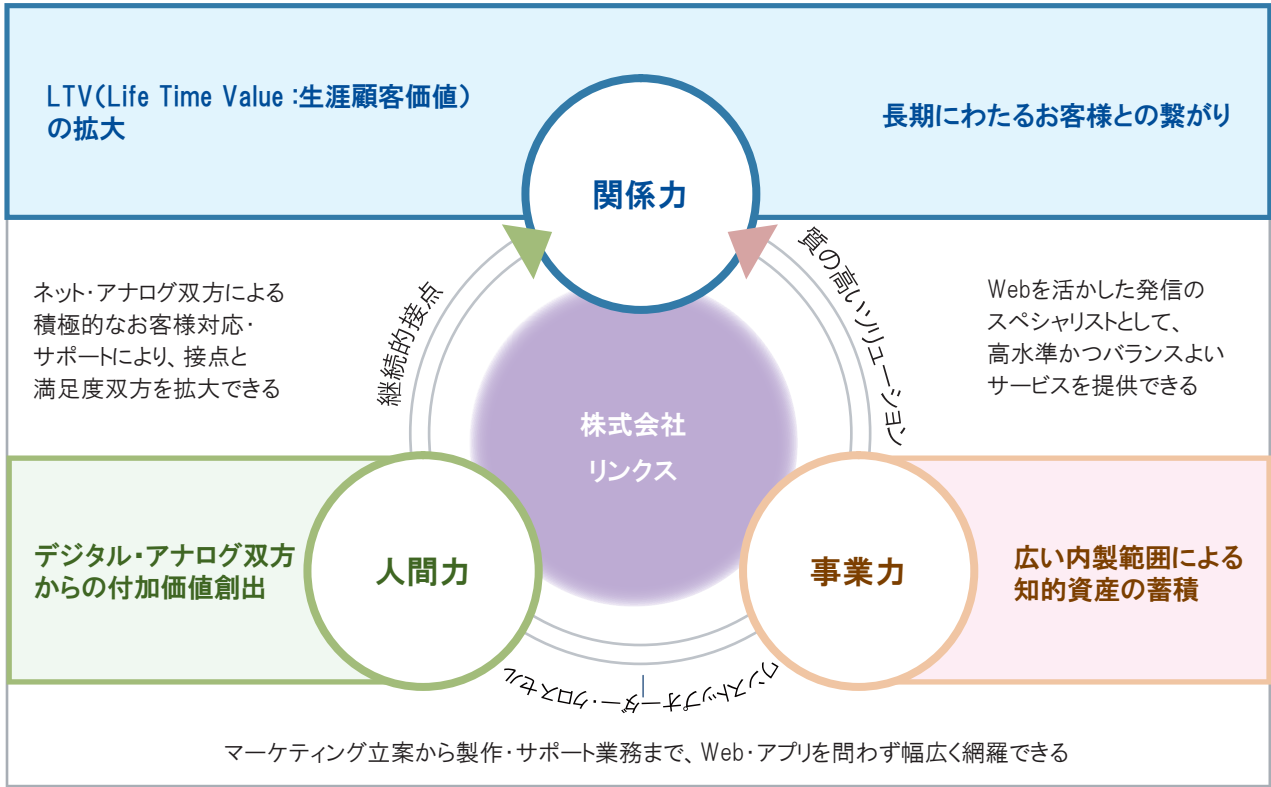 LTV(Life Time Value :生涯顧客価値)
の拡大
長期にわたるお客様との繋がり
関係力
ネット・アナログ双方による
積極的なお客様対応・
サポートにより、接点と
満足度双方を拡大できる
継続的接点
質の高いソリューション
Webを活かした発信の
スペシャリストとして、
高水準かつバランスよい
サービスを提供できる
株式会社
リンクス
デジタル・アナログ双方
からの付加価値創出
人間力
事業力
広い内製範囲による
知的資産の蓄積
ワンストップオーダー・クロスセル
マーケティング立案から製作・サポート業務まで、Web・アプリを問わず幅広く網羅できる